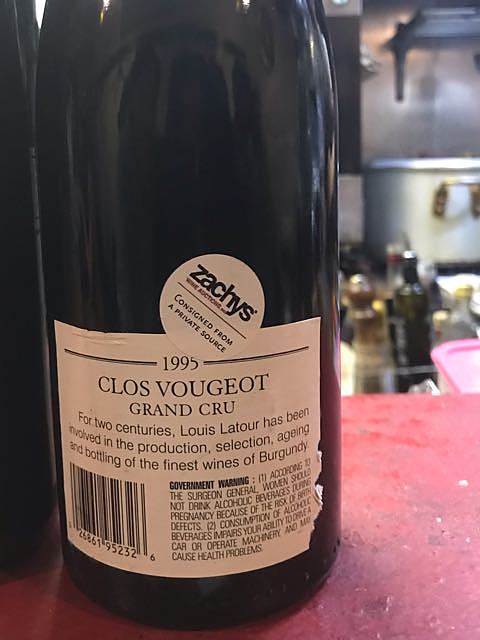 zachys
WINE AUCTIONS
CONSIGNED FROM
A PRIVATE SOURCE
1995
CLOS VOUGEOT
GRAND CRU
For two centuries, Louis Latour has been
involved in the production, selection, ageing
and bottling of the finest wines of Burgundy.
GOVERNMENT WARNING : (1) ACCORDING TO
THE SURGEON GENERAL, WOMEN SHOULD
NOT DRINK ALCOHOLIC BEVERAGES DURING
PREGNANCY BECAUSE OF THE RISK OF BIRTH
DEFECTS. (2) CONSUMPTION OF ALCOHOLIC
BEVERAGES IMPAIRS YOUR ABILITY TO DRIVE A
CAR OR OPERATE MACHINERY, AND MAY
CAUSE HEALTH PROBLEMS.
26861 95232 6